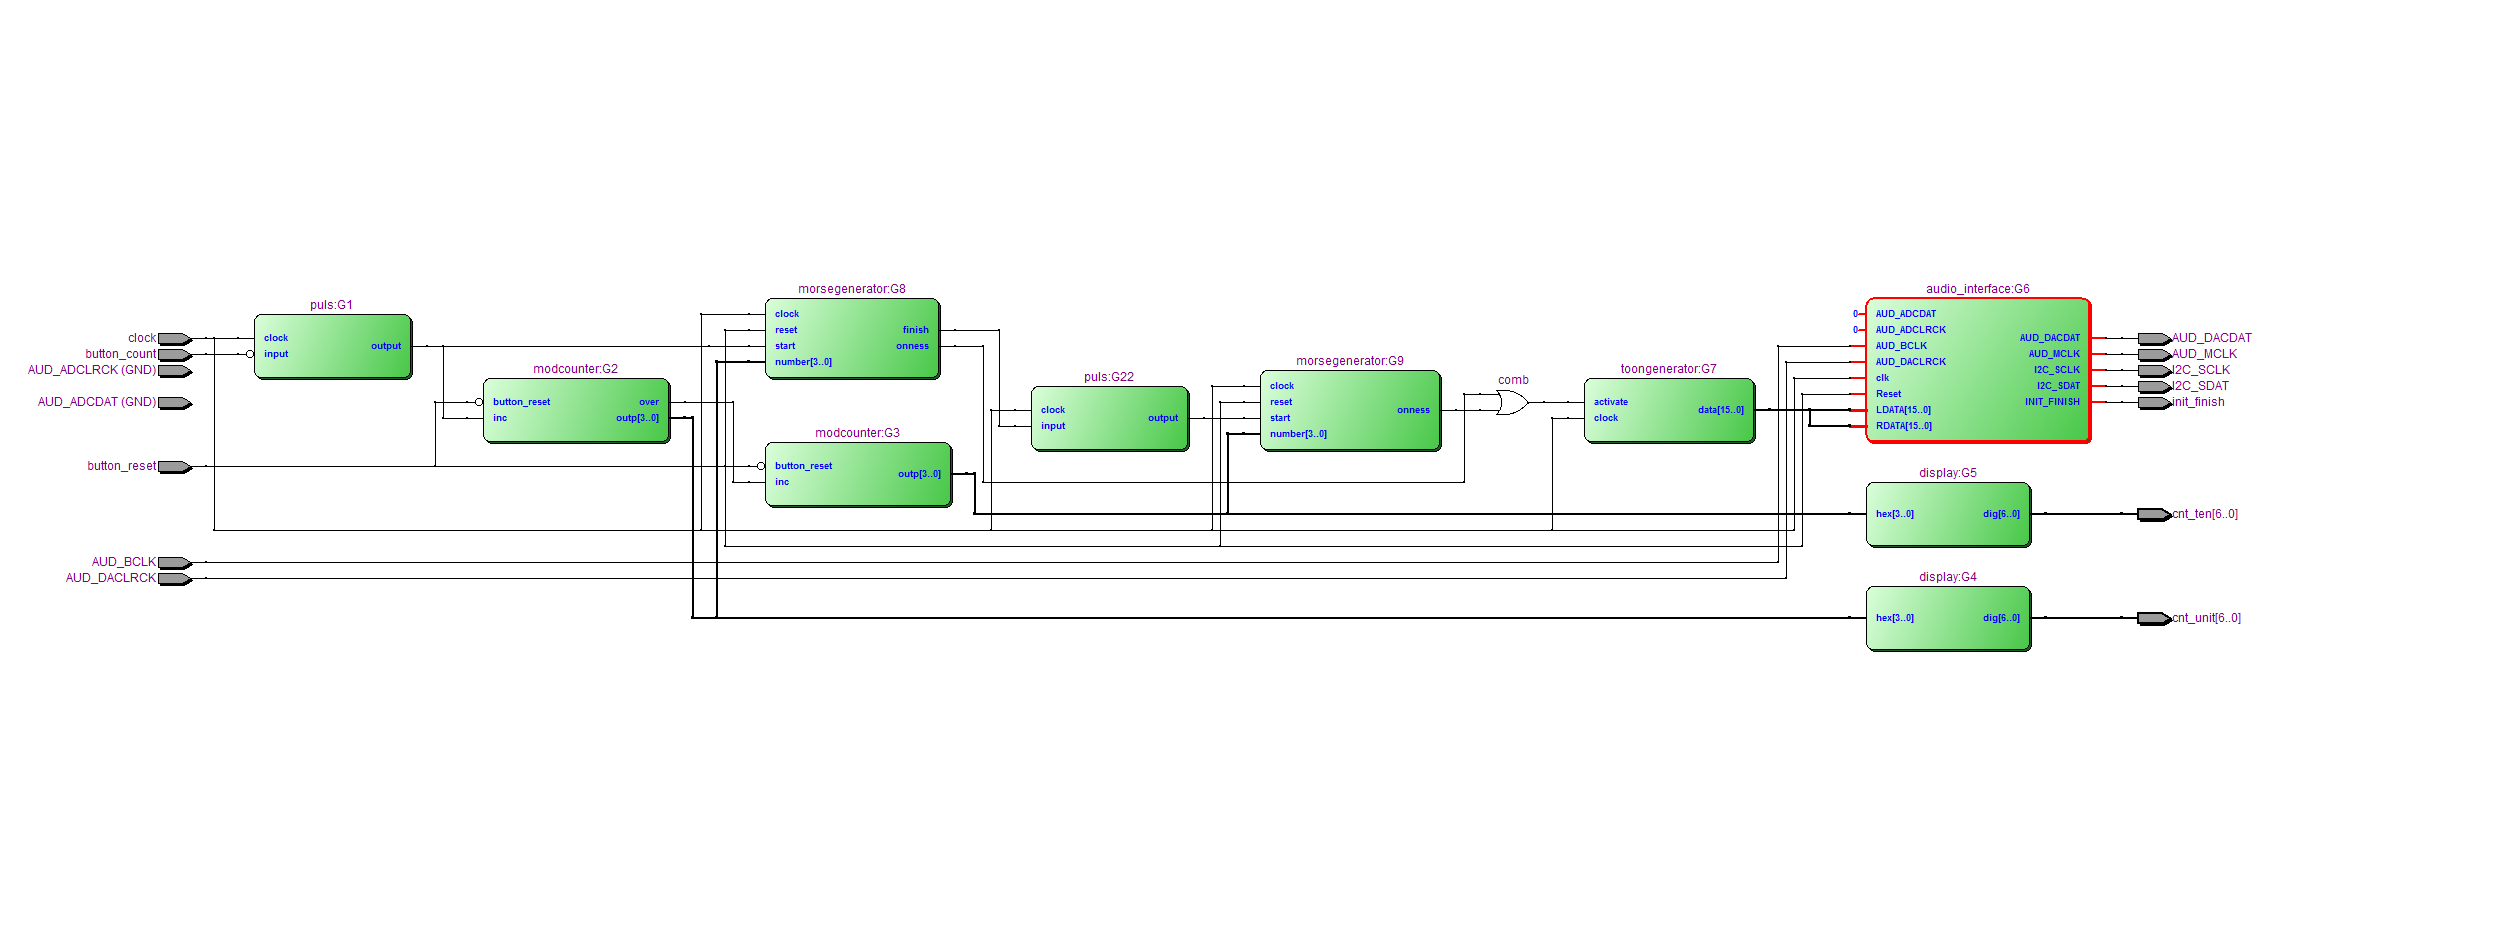 clock
button_count
AUD_ADCLRCK (GND)
AUD_ADCDAT (GND)
button_reset
AUD_BCLK
AUD_DACLRCK
puls:G1
clock
input
output
modcounter:G2
button_reset
inc
over
outp[3..0]
morsegenerator:G8
clock
reset
start
number[3..0]
finish
onness
modcounter:G3
button_reset
inc
outp[3..0]
puls:G22
clock
input
output
morsegenerator:G9
clock
reset
start
number[3..0]
onness
comb
toongenerator:G7
activate
clock
data[15..0]
audio_interface:G6
0
AUD_ADCDAT
0
AUD_ADCLRCK
AUD_BCLK
AUD_DACLRCK
clk
Reset
LDATA[15..0]
RDATA[15..0]
AUD_DACDAT
AUD_MCLK
I2C_SCLK
I2C_SDAT
INIT_FINISH
display:G5
hex[3..0]
dig[6..0]
display:G4
hex[3..0]
dig[6..0]
AUD_DACDAT
AUD_MCLK
I2C_SCLK
I2C_SDAT
init_finish
cnt_ten[6..0]
cnt_unit[6..0]